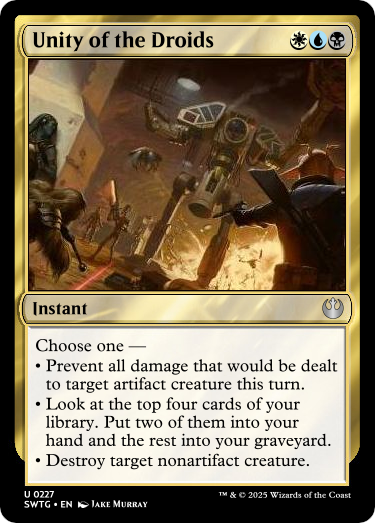 Unity of the Droids
Instant
Choose one —
• Prevent all damage that would be dealt
to target artifact creature this turn.
• Look at the top four cards of your
library. Put two of them into your
hand and the rest into your graveyard.
• Destroy target nonartifact creature.
U 0227
SWTG • EN Jake Murray
™ & © 2025 Wizards of the Coast